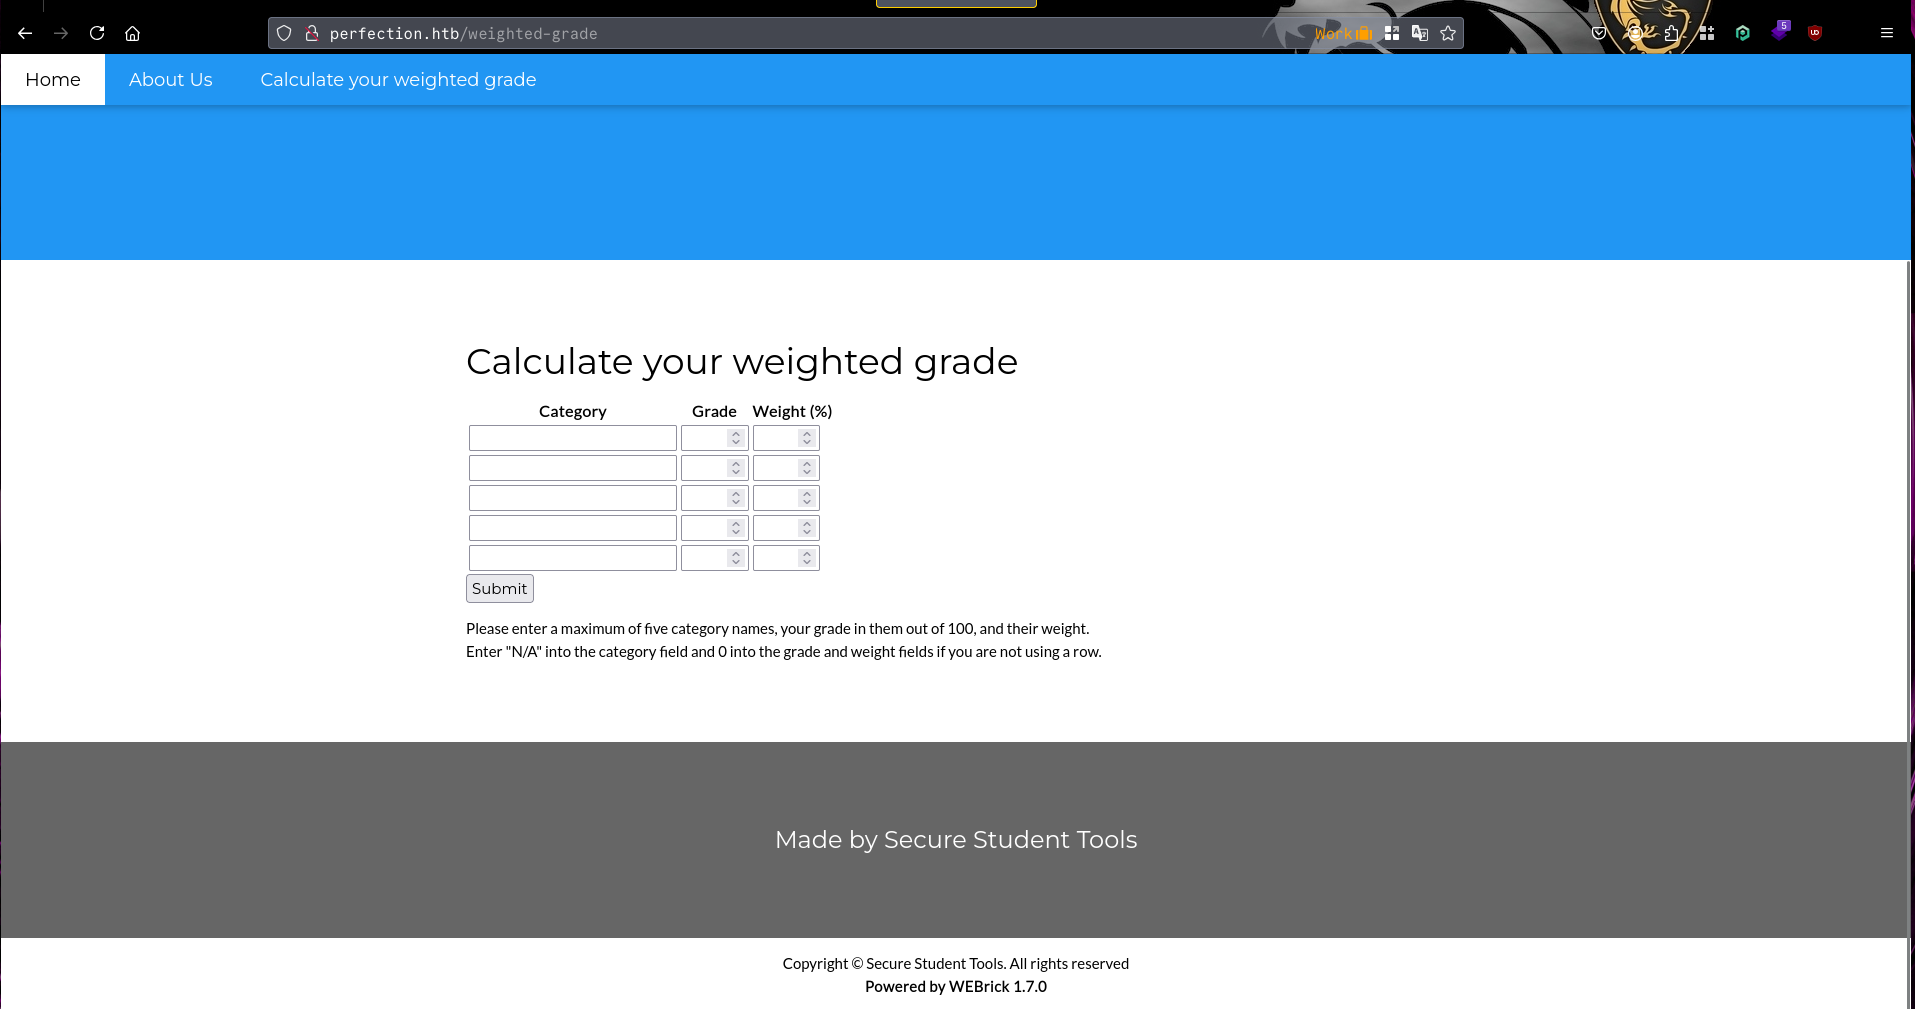 perfection.htb/weighted-grade
Work
5
Home About Us Calculate your weighted grade
Calculate your weighted grade
Category Grade Weight (%)
Submit
Please enter a maximum of five category names, your grade in them out of 100, and their weight.
Enter "N/A" into the category field and 0 into the grade and weight fields if you are not using a row.
Made by Secure Student Tools
Copyright © Secure Student Tools. All rights reserved
Powered by WEBrick 1.7.0